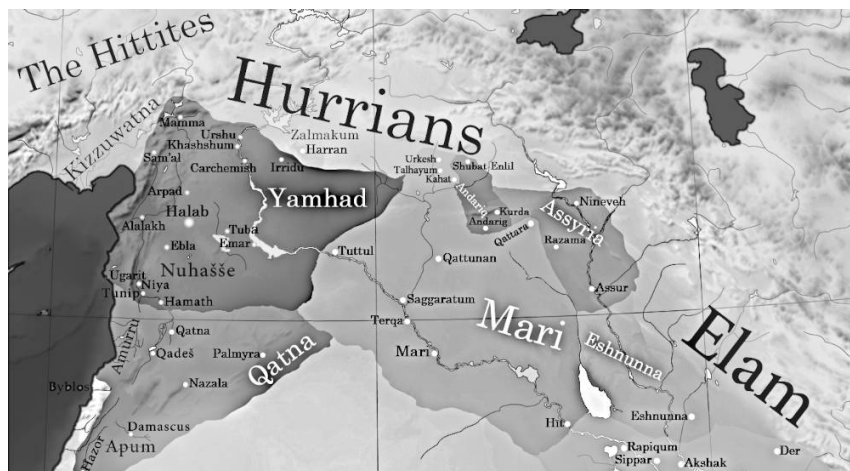 The Hittites
Hurrians
Zalmakum
Harran
Kizzuwatna
Mamma
Urshu
Khashshum
Sam'al
Carchemish
Irridu
Urkesh
Talhayum
Kahat
Shubat-Enlil
Andariq
Kurda
Andarig
Qattara
Razama
Assyria
Nineveh
Arpad
Yamhad
Halab
Alalakh
Tuba
Emar
Ebla
Nuhašše
Tuttul
Qattunan
Ugarit
Niya
Tunip
Hamath
Saggaratum
Assur
Terqa
Mari
Mari
Elam
Eshnunna
Amurru
Qatna
Qadeš
Palmyra
Qatna
Nazala
Byblos
Damascus
Apum
Hazor
Hit
Eshnunna
Rapiqum
Sippar
Akshak
Der